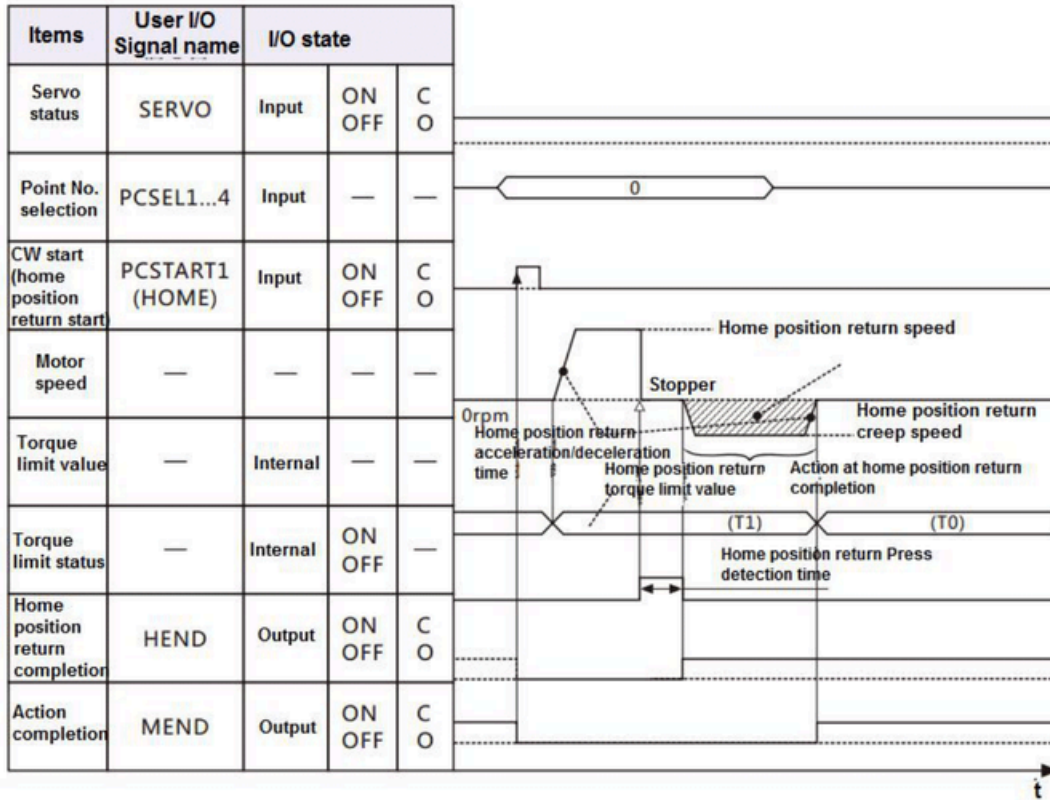 Items
User I/O
Signal name
I/O state
Servo
status
SERVO
Input
ON
OFF
C
O
Point No.
selection
PCSEL1...4
Input
—
—
0
CW start
(home
position
return start)
PCSTART1
(HOME)
Input
ON
OFF
C
O
Motor
speed
—
—
—
—
Home position return speed
Stopper
0rpm
Home position return
creep speed
Home position return
acceleration/deceleration
time
Home position return
torque limit value
Action at home position return
completion
Torque
limit value
—
Internal
—
—
(T1)
(T0)
Torque
limit status
—
Internal
ON
OFF
—
Home position return Press
detection time
Home
position
return
completion
HEND
Output
ON
OFF
C
O
Action
completion
MEND
Output
ON
OFF
C
O
t